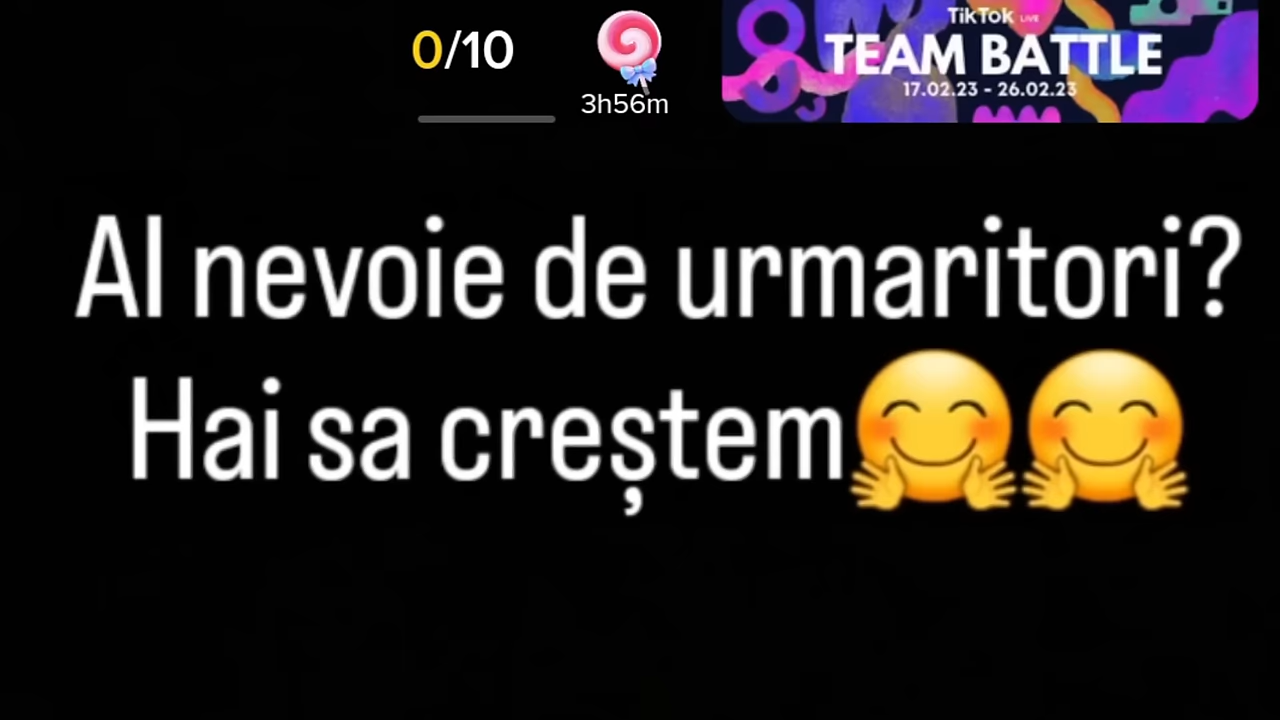 0/10
3h56m
TikTok LIVE
TEAM BATTLE
17.02.23 - 26.02.23
AI nevoie de urmaritori?
Hai sa creștem🤗🤗